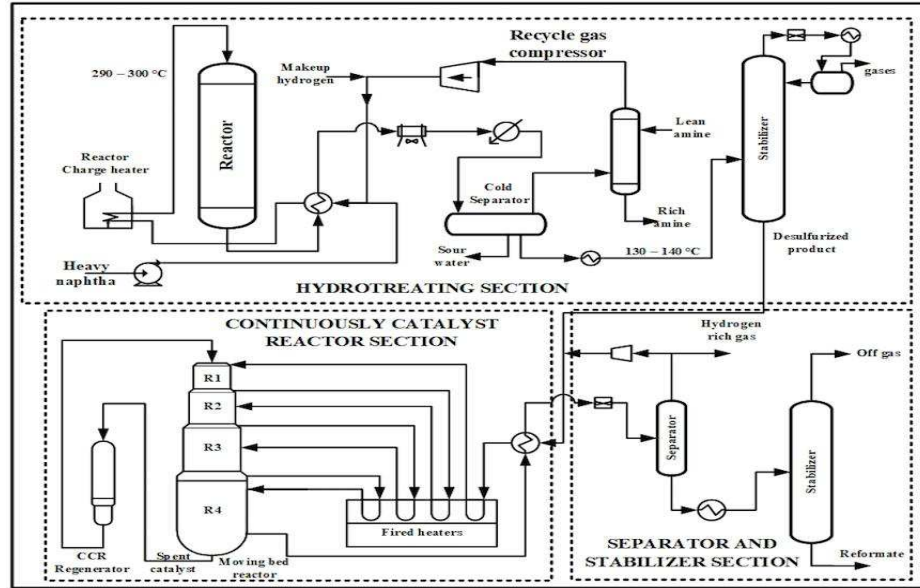 Recycle gas
compressor
290 – 300 °C
Makeup
hydrogen
gases
Reactor
Lean
amine
Stabilizer
Reactor
Charge heater
Cold
Separator
Rich
amine
Desulfurized
product
Sour
water
130 – 140 °C
Heavy
naphtha
HYDROTREATING SECTION
CONTINUOUSLY CATALYST
REACTOR SECTION
Hydrogen
rich gas
Off gas
R1
R2
R3
R4
Separator
Stabilizer
Fired heaters
CCR
Regenerator
Spent
catalyst
Moving bed
reactor
SEPARATOR AND
STABILIZER SECTION
Reformate